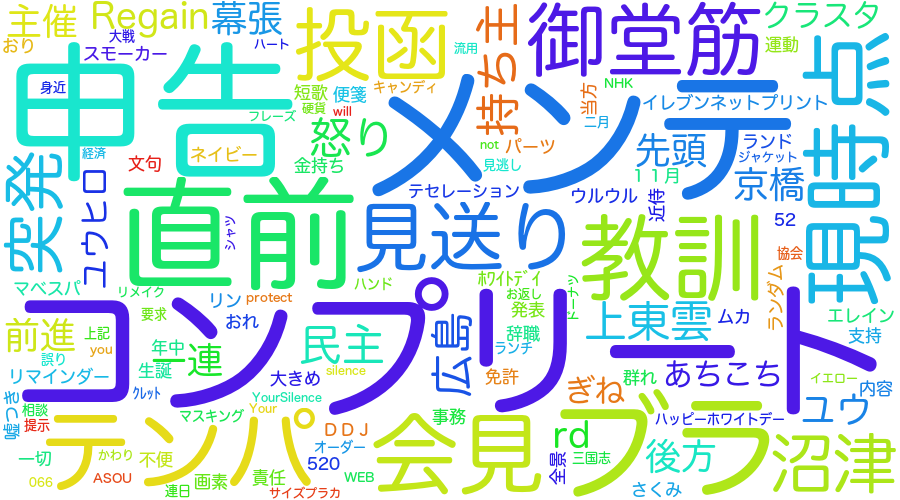 主催
Regain
幕張
投函
持ち主
御堂筋
クラスタ
現時点
おり
大戦
スモーカー
ハート
流用
運動
申告
身近
短歌
便箋
キャンディ
NHK
当方
イレブンネットプリント
硬貨
will
フレーズ
メンテ
二月
怒り
not
パーツ
先頭
ランド
ジャケット
経済
文句
ネイビー
金持ち
見逃し
11月
京橋
突発
ユウヒロ
直前
テセレーション
ウルウル
近侍
52
シャツ
見送り
教訓
協会
マベスパ
リメイク
リン
protect
ハンド
ホワイトデイ
お返し
ドーナツ
ランダム
コンプリート
要求
おれ
発表
上東雲
ムカ
エレイン
前進
上記
you
年中
一連
民主
広島
辞職
ランチ
支持
誤り
生誕
silence
あちこち
リマインダー
クレット
大きめ
免許
ぎね
群れ
内容
イエロー
嘘つき
相談
提示
マスキング
YourSilence
Your
事務
ハッピーホワイトデー
ユウ
テンパ
DDJ
会見
rd
ブラ
沼津
一切
かわり
不便
オーダー
全景
三国志
後方
066
ASOU
連日
画素
責任
520
サイズプラカ
WEB
さくみ